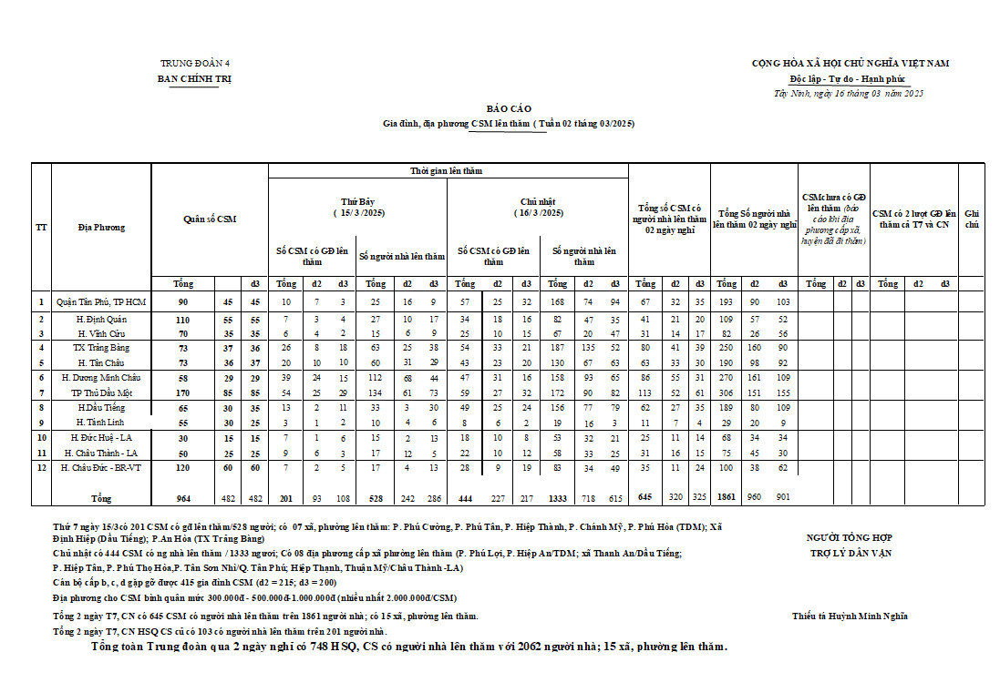 TRUNG ĐOÀN 4 CỘNG HÒA XÃ HỘI CHỦ NGHĨA VIỆT NAM
BAN CHÍNH TRỊ Độc lập - Tự do - Hạnh phúc
Tây Ninh, ngày 16 tháng 03 năm 2025
BÁO CÁO
Gia đình, địa phương CSM lên thăm ( Tuần 02 tháng 03/2025)
TT Địa Phương Quân số CSM Thời gian lên thăm Tổng số CSM có người nhà lên thăm 02 ngày nghỉ Tổng Số người nhà lên thăm 02 ngày nghỉ CSM chưa có GĐ lên thăm (báo cáo khi địa phương cấp xã, huyện đã đi thăm) CSM có 2 lượt GĐ lên thăm cả T7 và CN Ghi chú
Thứ Bảy ( 15/ 3 /2025) Chủ nhật ( 16/ 3 /2025)
Số CSM có GĐ lên thăm Số người nhà lên thăm Số CSM có GĐ lên thăm Số người nhà lên thăm
Tổng d3 Tổng d2 d3 Tổng d2 d3 Tổng d2 d3 Tổng d2 d3 Tổng d2 d3 Tổng d2 d3 Tổng d2 d3 Tổng d2 d3
1 Quận Tân Phú, TP HCM 90 45 45 10 7 3 25 16 9 57 25 32 168 74 94 67 32 35 193 90 103
2 H. Định Quán 110 55 55 7 3 4 27 10 17 34 18 16 82 47 35 41 21 20 109 57 52
3 H. Vĩnh Cửu 70 35 35 6 4 2 15 6 9 25 10 15 67 20 47 31 14 17 82 26 56
4 TX Trảng Bàng 73 37 36 26 8 18 63 25 38 54 33 21 187 135 52 80 41 39 250 160 90
5 H. Tân Châu 73 36 37 20 10 10 60 31 29 43 23 20 130 67 63 63 33 30 190 98 92
6 H. Dương Minh Châu 58 29 29 39 24 15 112 68 44 47 31 16 158 93 65 86 55 31 270 161 109
7 TP Thủ Dầu Một 170 85 85 54 25 29 134 61 73 59 27 32 172 90 82 113 52 61 306 151 155
8 H.Dầu Tiếng 65 30 35 13 2 11 33 3 30 49 25 24 156 77 79 62 27 35 189 80 109
9 H. Tánh Linh 55 30 25 3 1 2 10 4 6 8 6 2 19 16 3 11 7 4 29 20 9
10 H. Đức Huệ - LA 30 15 15 7 1 6 15 2 13 18 10 8 53 32 21 25 11 14 68 34 34
11 H. Châu Thành - LA 50 25 25 9 6 3 17 12 5 22 10 12 58 33 25 31 16 15 75 45 30
12 H. Châu Đức - BR-VT 120 60 60 7 2 5 17 4 13 28 9 19 83 34 49 35 11 24 100 38 62
Tổng 964 482 482 201 93 108 528 242 286 444 227 217 1333 718 615 645 320 325 1861 960 901
Thứ 7 ngày 15/3có 201 CSM có gđ lên thăm/528 người; có 07 xã, phường lên thăm: P. Phú Cường, P. Phú Tân, P. Hiệp Thành, P. Chánh Mỹ, P. Phú Hòa (TDM); Xã
Định Hiệp (Dầu Tiếng); P.An Hòa (TX Trảng Bàng)
NGƯỜI TỔNG HỢP
Chủ nhật có 444 CSM có ng nhà lên thăm / 1333 ngươi; Có 08 địa phương cấp xã phường lên thăm (P. Phú Lợi, P. Hiệp An/TDM; xã Thanh An/Dầu Tiếng;
TRỢ LÝ DÂN VẬN
P. Hiệp Tân, P. Phú Thọ Hòa,P. Tân Sơn Nhì/Q. Tân Phú; Hiệp Thạnh, Thuận Mỹ/Châu Thành -LA)
Cán bộ cấp b, c, d gặp gỡ được 415 gia đình CSM (d2 = 215; d3 = 200)
Địa phương cho CSM bình quân mức 300.000đ - 500.000đ-1.000.000đ (nhiều nhất 2.000.000đ/CSM)
Tổng 2 ngày T7, CN có 645 CSM có người nhà lên thăm trên 1861 người nhà; có 15 xã, phường lên thăm.
Thiếu tá Huỳnh Minh Nghĩa
Tổng 2 ngày T7, CN HSQ CS cũ có 103 có người nhà lên thăm trên 201 người nhà.
Tổng toàn Trung đoàn qua 2 ngày nghỉ có 748 HSQ, CS có người nhà lên thăm với 2062 người nhà; 15 xã, phường lên thăm.